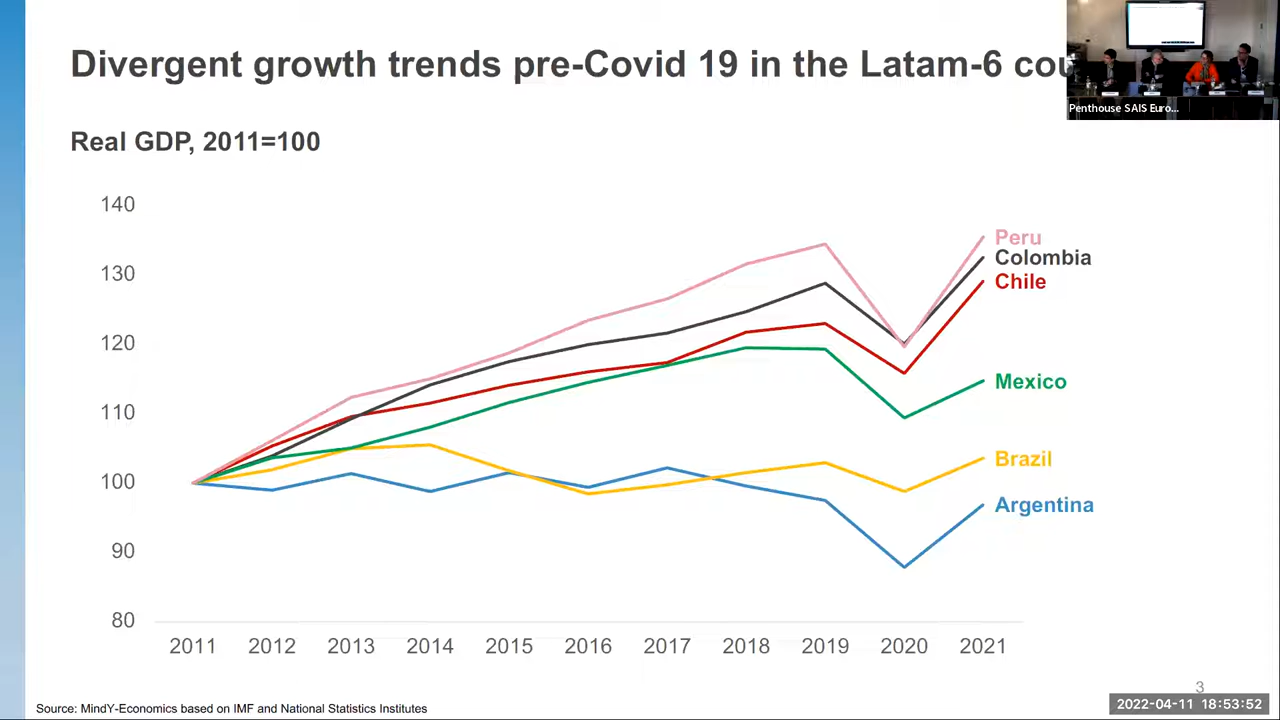 Divergent growth trends pre-Covid 19 in the Latam-6
Penthouse SAIS Euro...
Real GDP, 2011=100
140
130
120
110
100
90
80
Peru
Colombia
Chile
Mexico
Brazil
Argentina
2011 2012 2013 2014 2015 2016 2017 2018 2019 2020 2021
3
Source: MindY-Economics based on IMF and National Statistics Institutes
2022-04-11 18:53:52